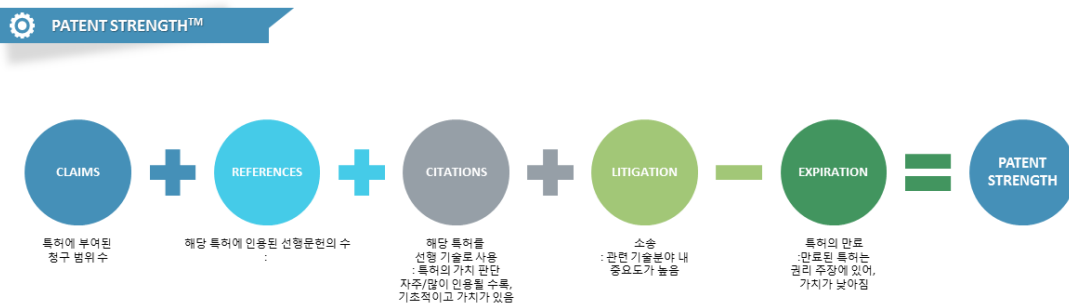 PATENT STRENGTH™
CLAIMS
REFERENCES
CITATIONS
LITIGATION
EXPIRATION
PATENT
STRENGTH
특허에 부여된
청구 범위 수
해당 특허에 인용된 선행문헌의 수
:
해당 특허를
선행 기술로 사용
: 특허의 가치 판단
자주/많이 인용될 수록,
기초적이고 가치가 있음
소송
: 관련 기술분야 내
중요도가 높음
특허의 만료
:만료된 특허는
권리 주장에 있어,
가치가 낮아짐